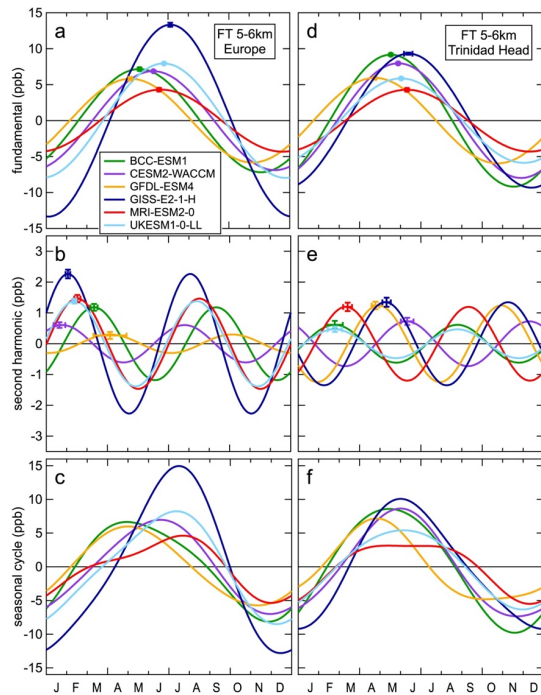 a
FT 5-6km
Europe
d
FT 5-6km
Trinidad Head
fundamental (ppb)
15
10
5
0
-5
-10
-15
BCC-ESM1
CESM2-WACCM
GFDL-ESM4
GISS-E2-1-H
MRI-ESM2-0
UKESM1-0-LL
b
e
second harmonic (ppb)
3
2
1
0
-1
-2
-3
c
f
seasonal cycle (ppb)
15
10
5
0
-5
-10
-15
J F M A M J J A S O N D
J F M A M J J A S O N D